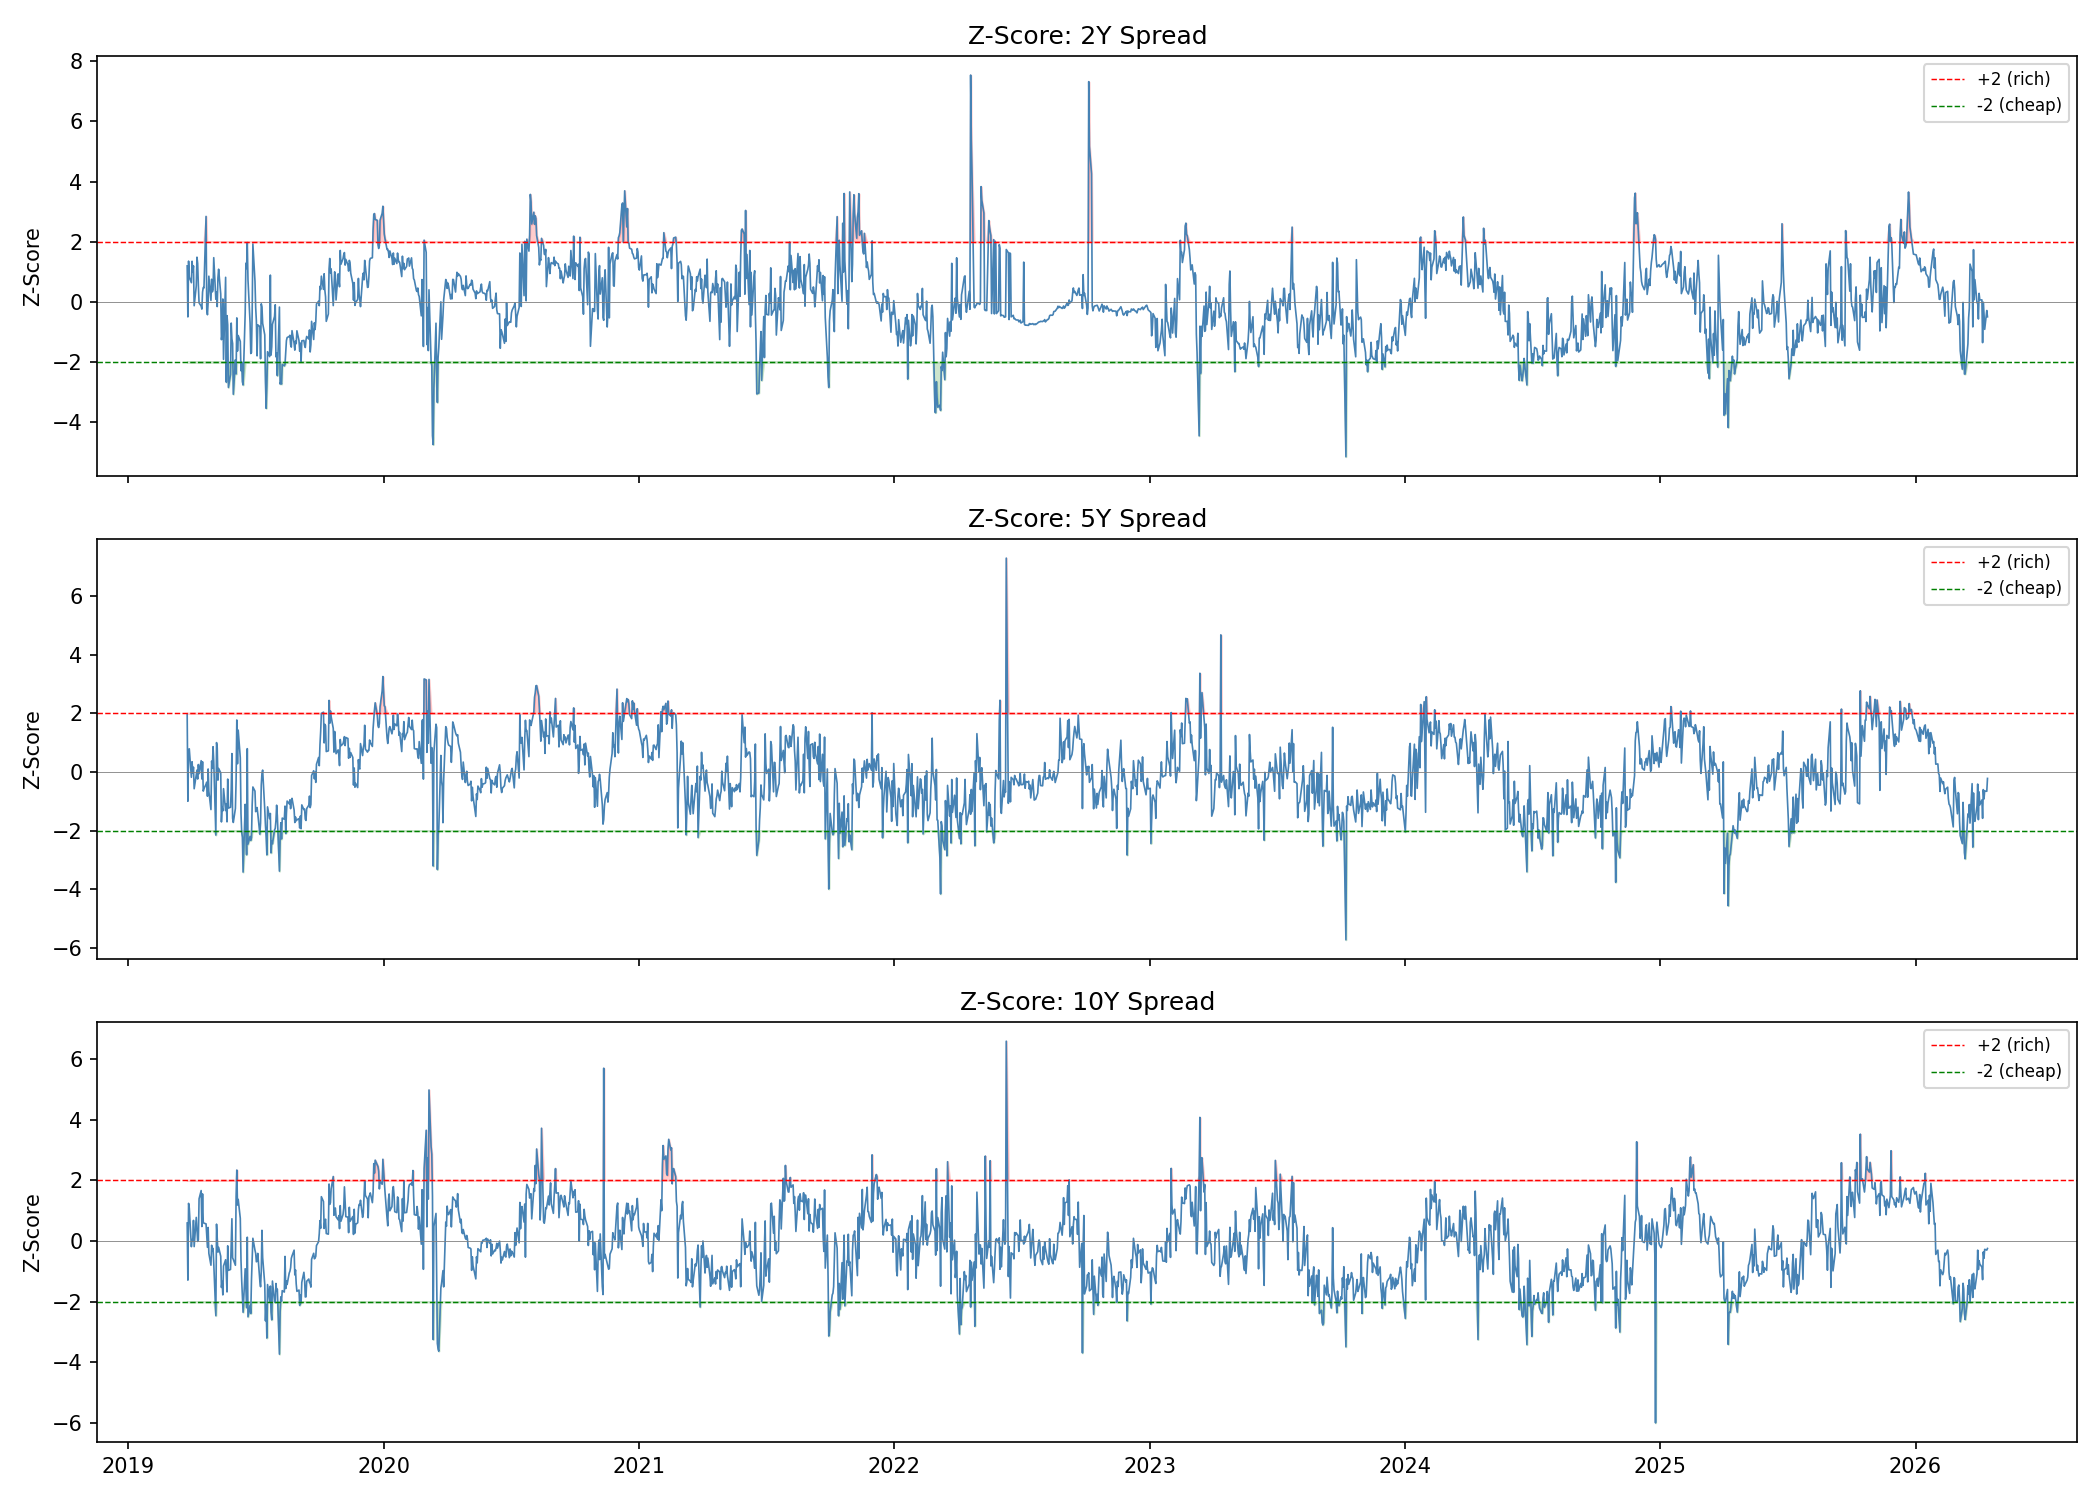 Z-Score: 2Y Spread
Z-Score
8
6
4
2
0
−2
−4
+2 (rich)
-2 (cheap)
Z-Score: 5Y Spread
Z-Score
6
4
2
0
−2
−4
−6
+2 (rich)
-2 (cheap)
Z-Score: 10Y Spread
Z-Score
6
4
2
0
−2
−4
−6
+2 (rich)
-2 (cheap)
2019 2020 2021 2022 2023 2024 2025 2026